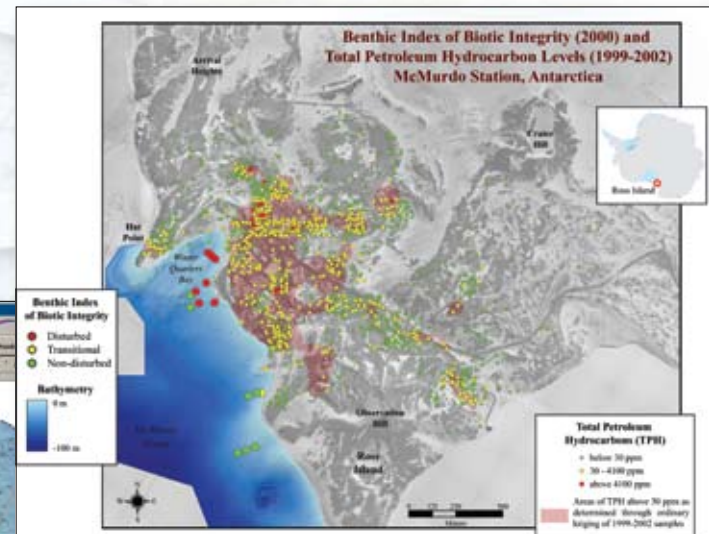 Benthic Index of Biotic Integrity (2000) and
Total Petroleum Hydrocarbon Levels (1999-2002)
McMurdo Station, Antarctica
Arrival
Heights
Crater
Hill
Ross Island
Hut
Point
Winter
Quarters
Bay
Benthic Index
of Biotic Integrity
Disturbed
Transitional
Non-disturbed
Bathymetry
0 m
-100 m
Observation
Hill
Ross
Island
Total Petroleum
Hydrocarbons (TPH)
below 30 ppm
30 - 4100 ppm
above 4100 ppm
Areas of TPH above 30 ppm as
determined through ordinary
kriging of 1999-2002 samples